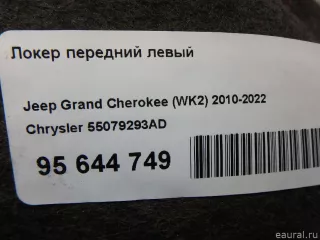 Локер передний левый
Jeep Grand Cherokee (WK2) 2010-2022
Chrysler 55079293AD
95 644 749
eaural.ru